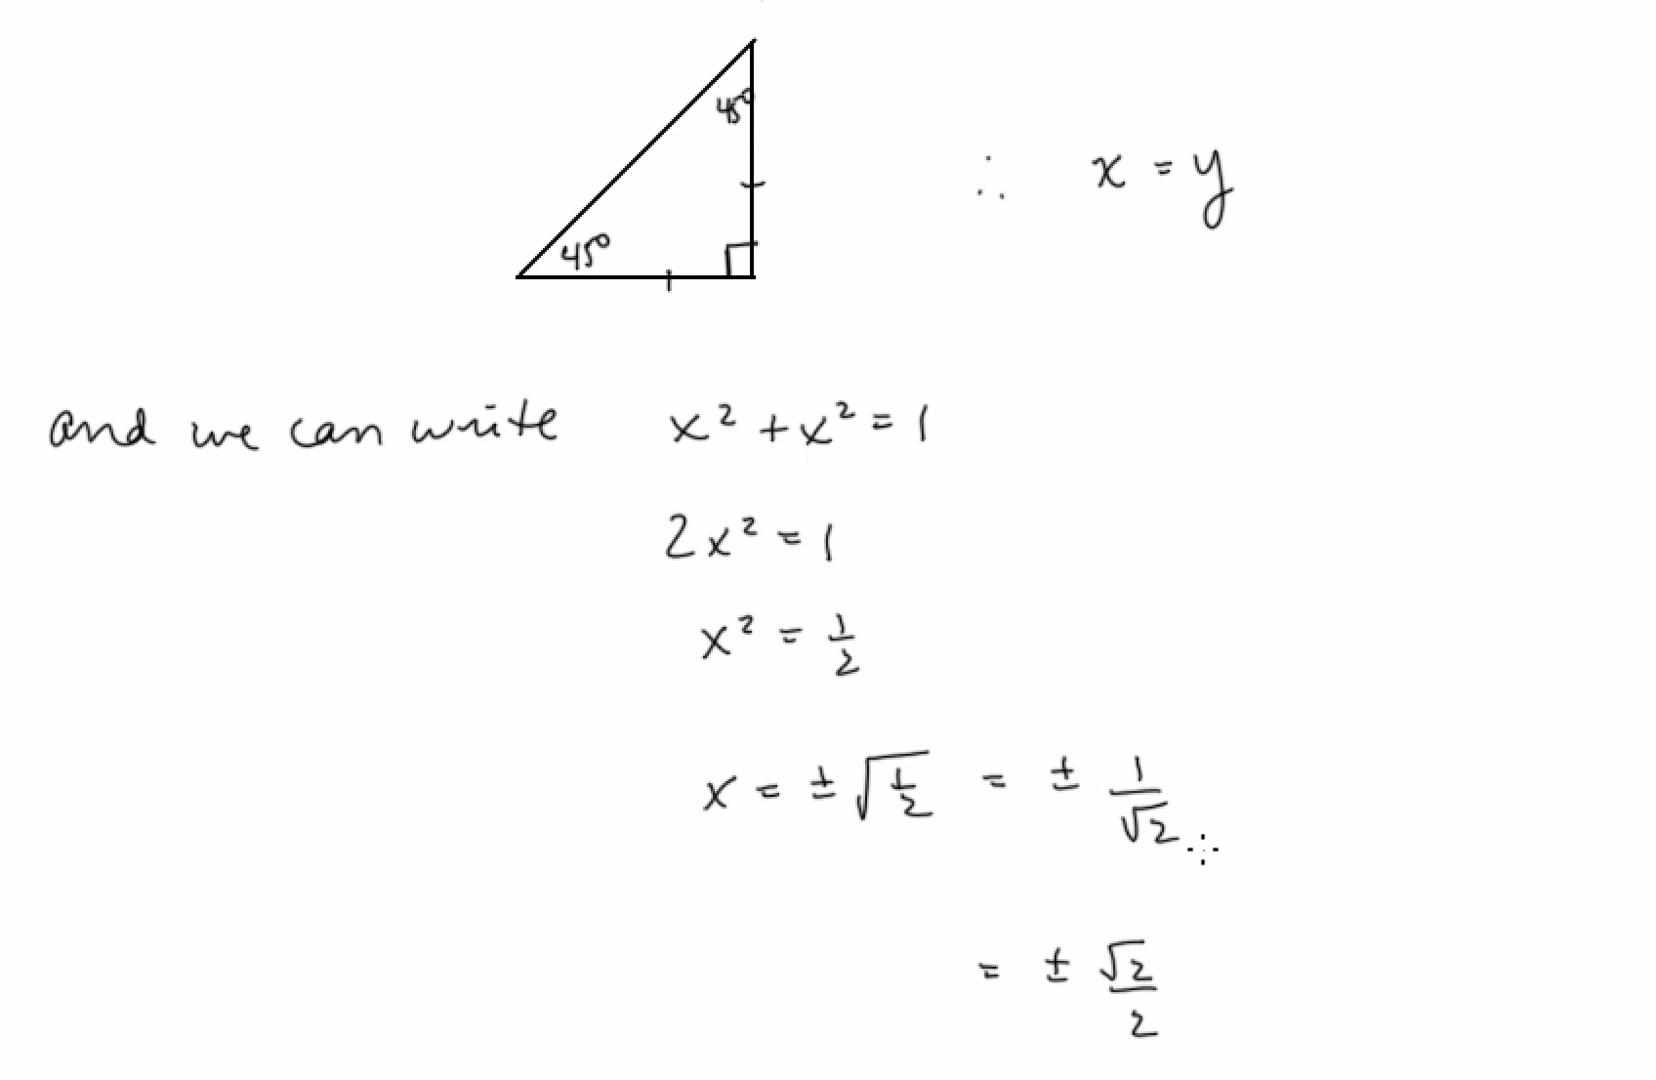 45°
45°
∴ x = y
and we can write x² + x² = 1
2x² = 1
x² = 1/2
x = ± √(1/2) = ± 1/√2
= ± √2/2